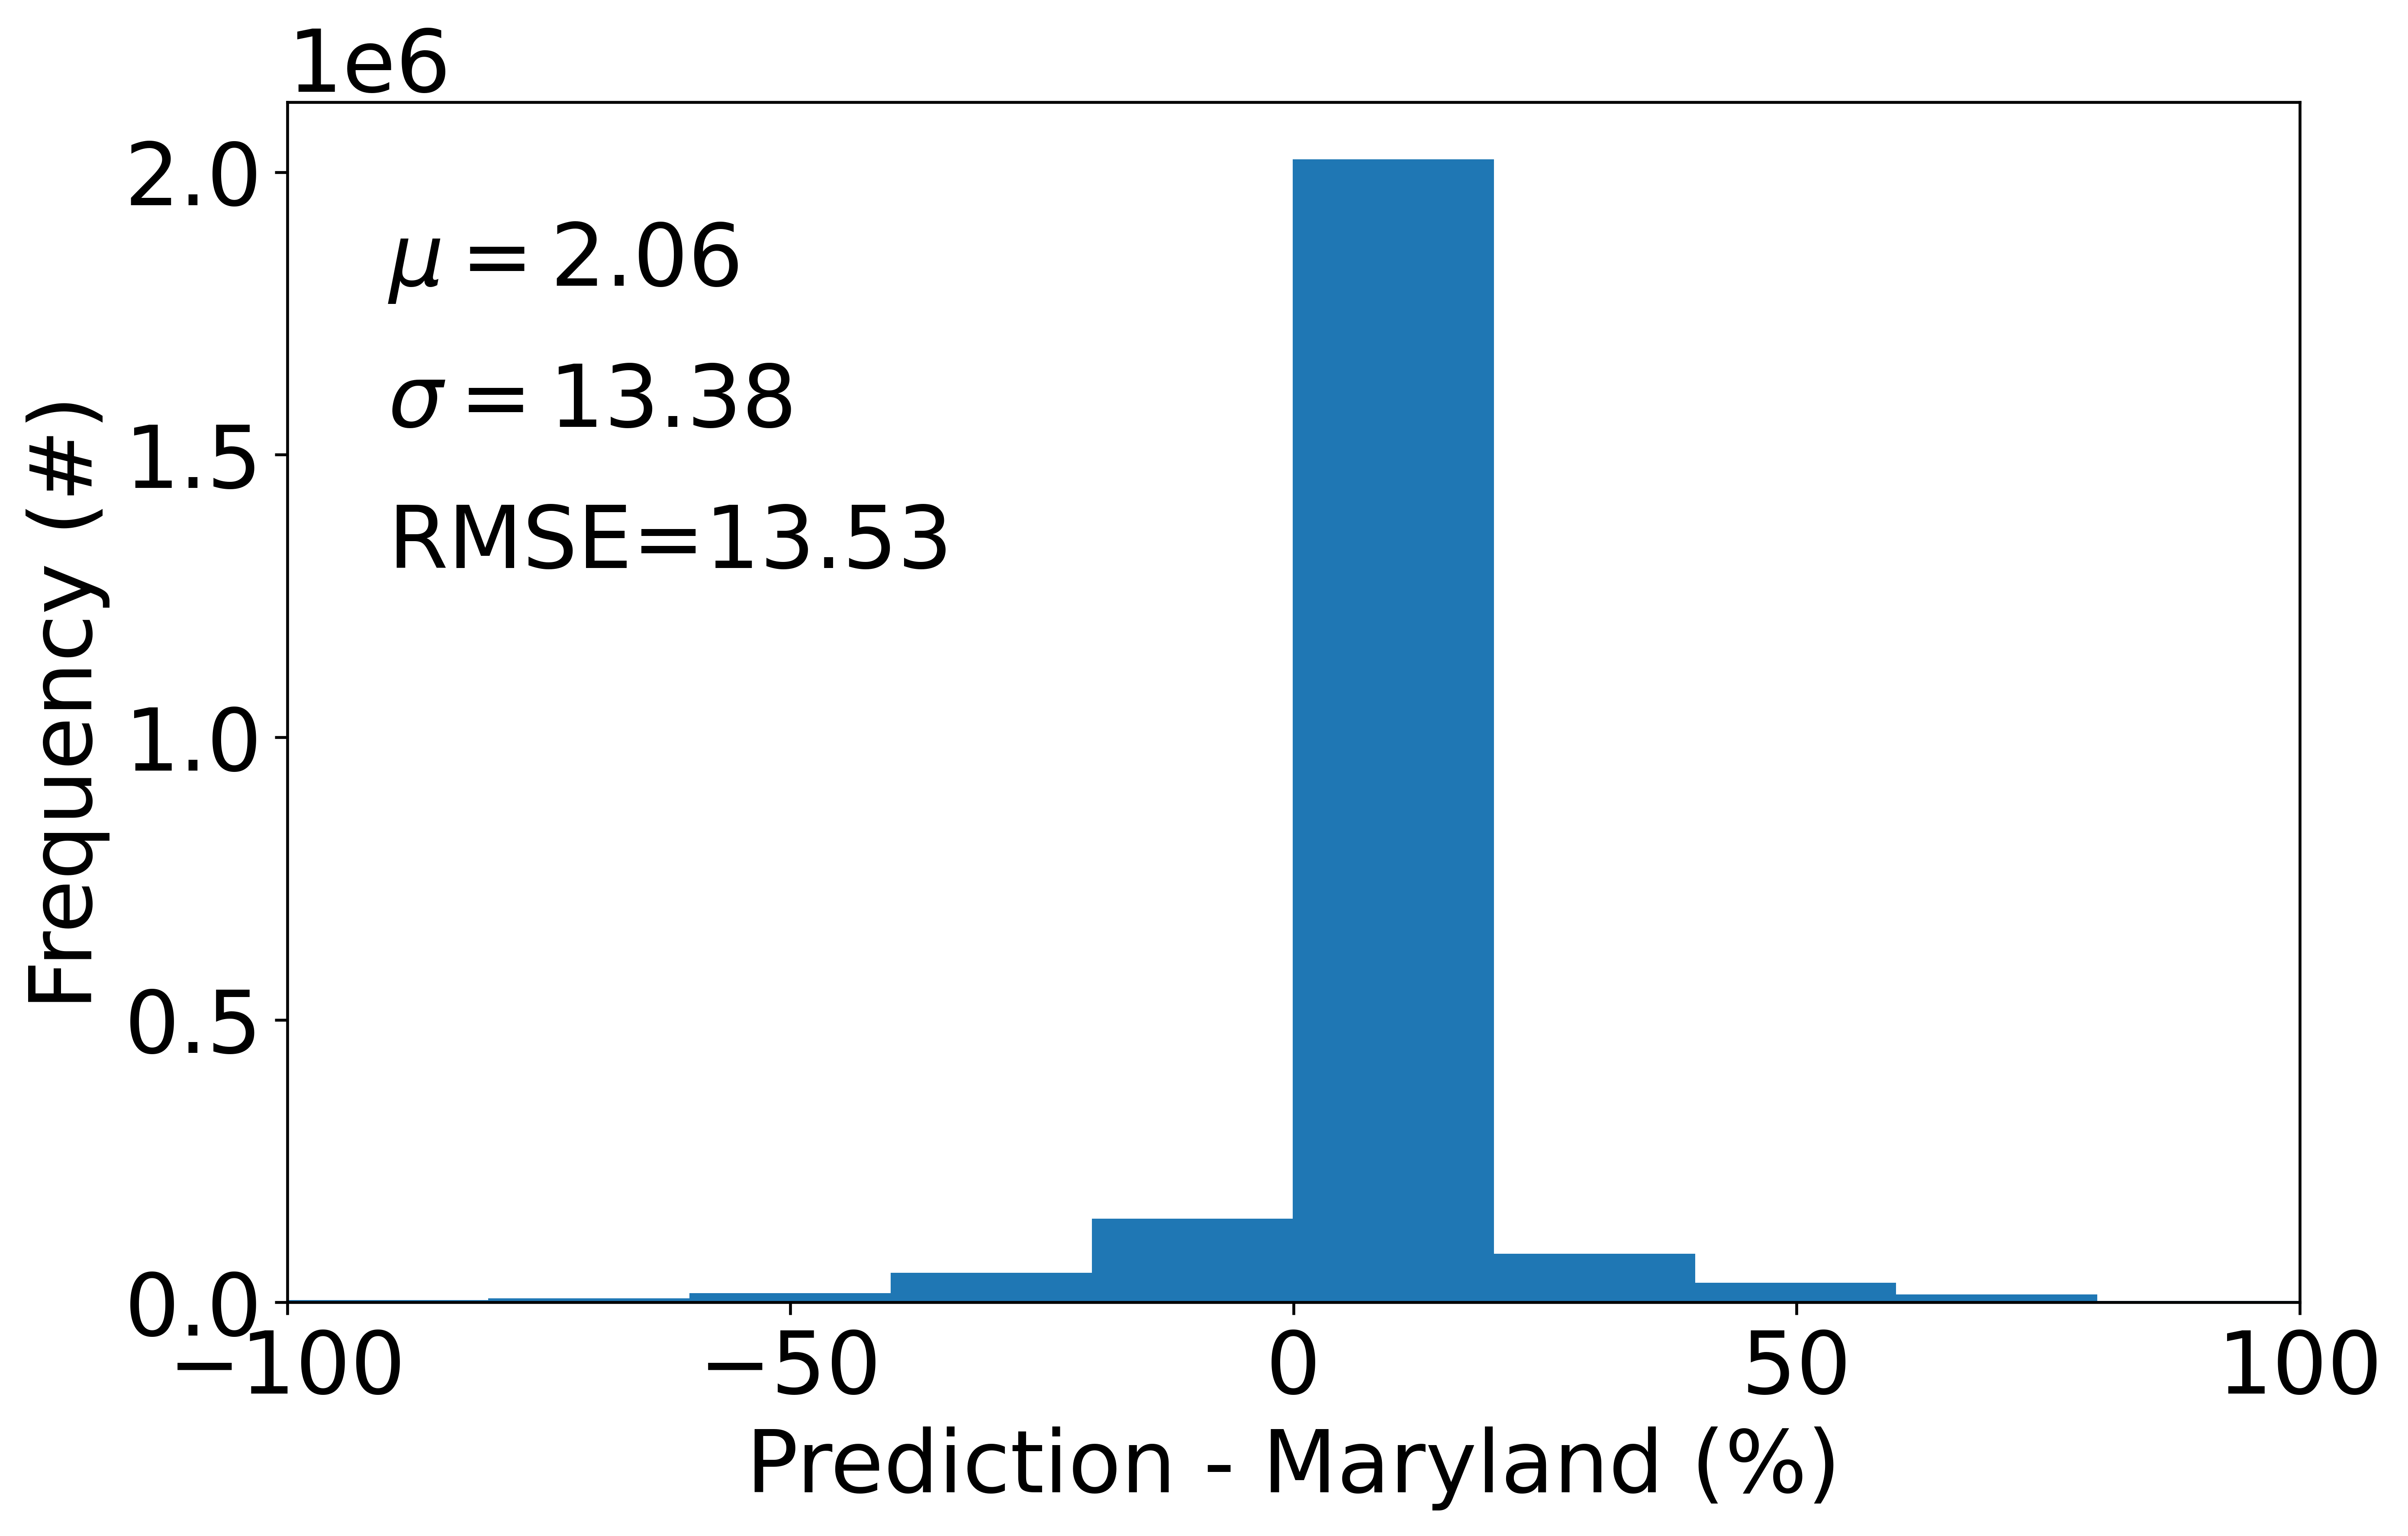 1e6
2.0
1.5
1.0
0.5
0.0
Frequency (#)
μ = 2.06
σ = 13.38
RMSE=13.53
−100 −50 0 50 100
Prediction - Maryland (%)